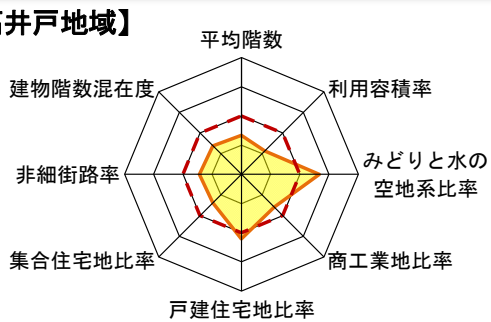 井戸地域】
平均階数
建物階数混在度
利用容積率
非細街路率
みどりと水の
空地系比率
集合住宅地比率
商工業地比率
戸建住宅地比率